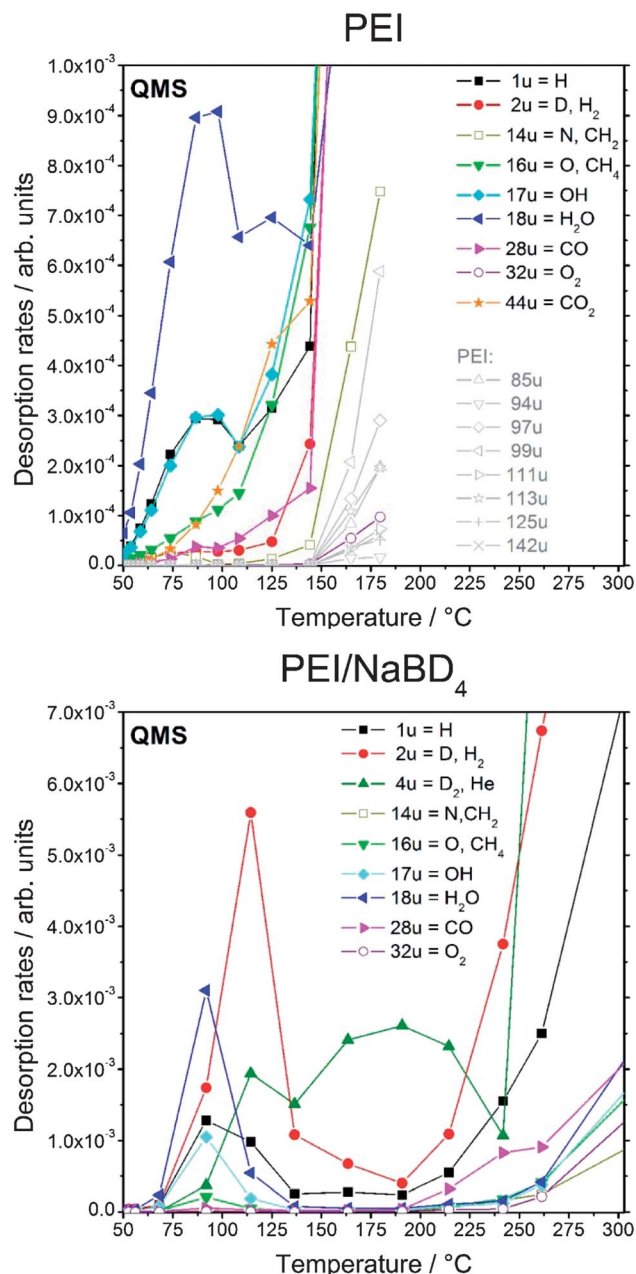 PEI
QMS
1u = H
2u = D, H₂
14u = N, CH₂
16u = O, CH₄
17u = OH
18u = H₂O
28u = CO
32u = O₂
44u = CO₂
PEI:
85u
94u
97u
99u
111u
113u
125u
142u
Desorption rates / arb. units
1.0x10⁻³
9.0x10⁻⁴
8.0x10⁻⁴
7.0x10⁻⁴
6.0x10⁻⁴
5.0x10⁻⁴
4.0x10⁻⁴
3.0x10⁻⁴
2.0x10⁻⁴
1.0x10⁻⁴
0.0
50 75 100 125 150 175 200 225 250 275 300
Temperature / °C
PEI/NaBD₄
QMS
1u = H
2u = D, H₂
4u = D₂, He
14u = N,CH₂
16u = O, CH₄
17u = OH
18u = H₂O
28u = CO
32u = O₂
Desorption rates / arb. units
7.0x10⁻³
6.0x10⁻³
5.0x10⁻³
4.0x10⁻³
3.0x10⁻³
2.0x10⁻³
1.0x10⁻³
0.0
50 75 100 125 150 175 200 225 250 275 300
Temperature / °C